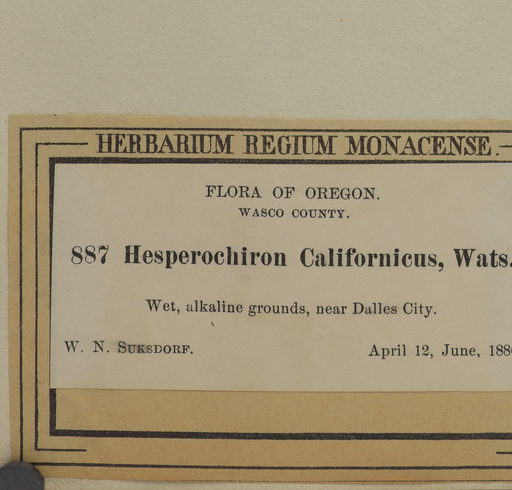 HERBARIUM REGIUM MONACENSE.
FLORA OF OREGON.
WASCO COUNTY.
887 Hesperochiron Californicus, Wats.
Wet, alkaline grounds, near Dalles City.
W. N. SUKSDORF. April 12, June,